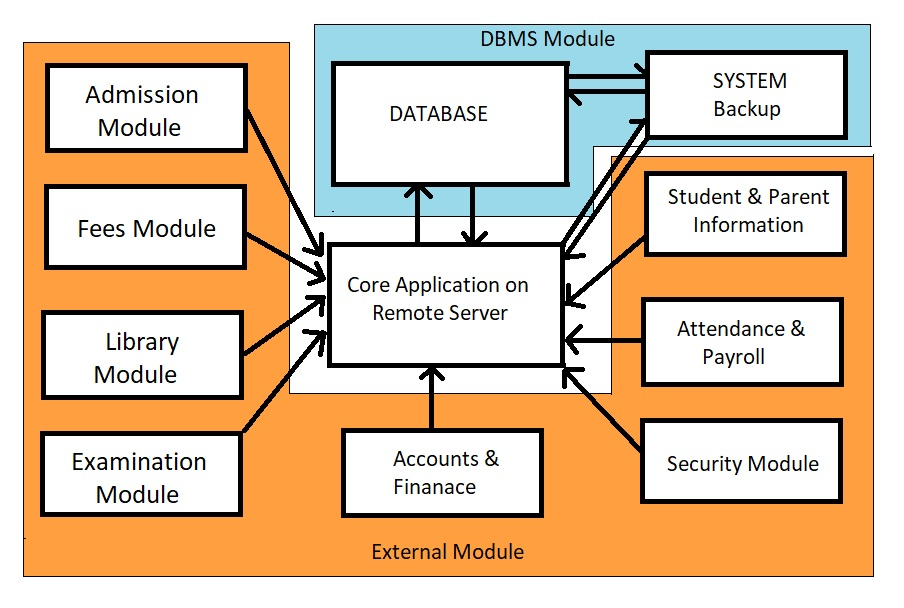 DBMS Module
DATABASE
SYSTEM
Backup
Admission
Module
Fees Module
Library
Module
Examination
Module
Core Application on
Remote Server
Student & Parent
Information
Attendance &
Payroll
Security Module
Accounts &
Finanace
External Module